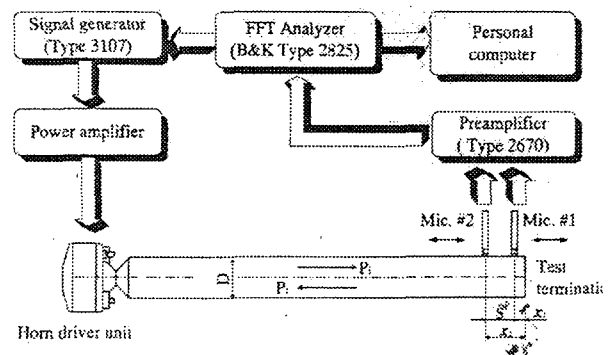 Signal generator
(Type 3107)
FFT Analyzer
(B&K Type 2825)
Personal
computer
Power amplifier
Preamplifier
( Type 2670)
Mic. #2
Mic. #1
D
Test
terminatio
Horn driver unit